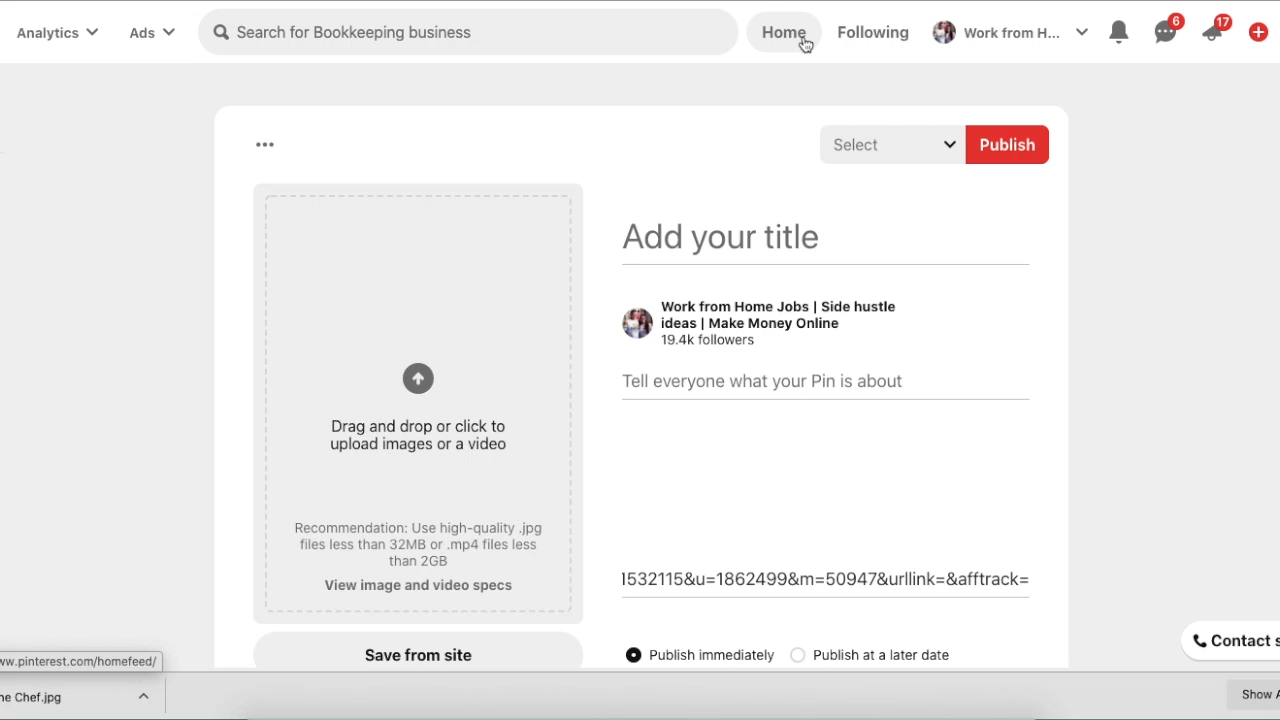 Analytics
Ads
Search for Bookkeeping business
Home
Following
Work from H...
6
17
Select
Publish
Add your title
Work from Home Jobs | Side hustle
ideas | Make Money Online
19.4k followers
Tell everyone what your Pin is about
Drag and drop or click to
upload images or a video
Recommendation: Use high-quality .jpg
files less than 32MB or .mp4 files less
than 2GB
View image and video specs
1532115&u=1862499&m=50947&urllink=&afftrack=
Save from site
Publish immediately
Publish at a later date
Contact s
ww.pinterest.com/homefeed/
ne Chef.jpg
Show A